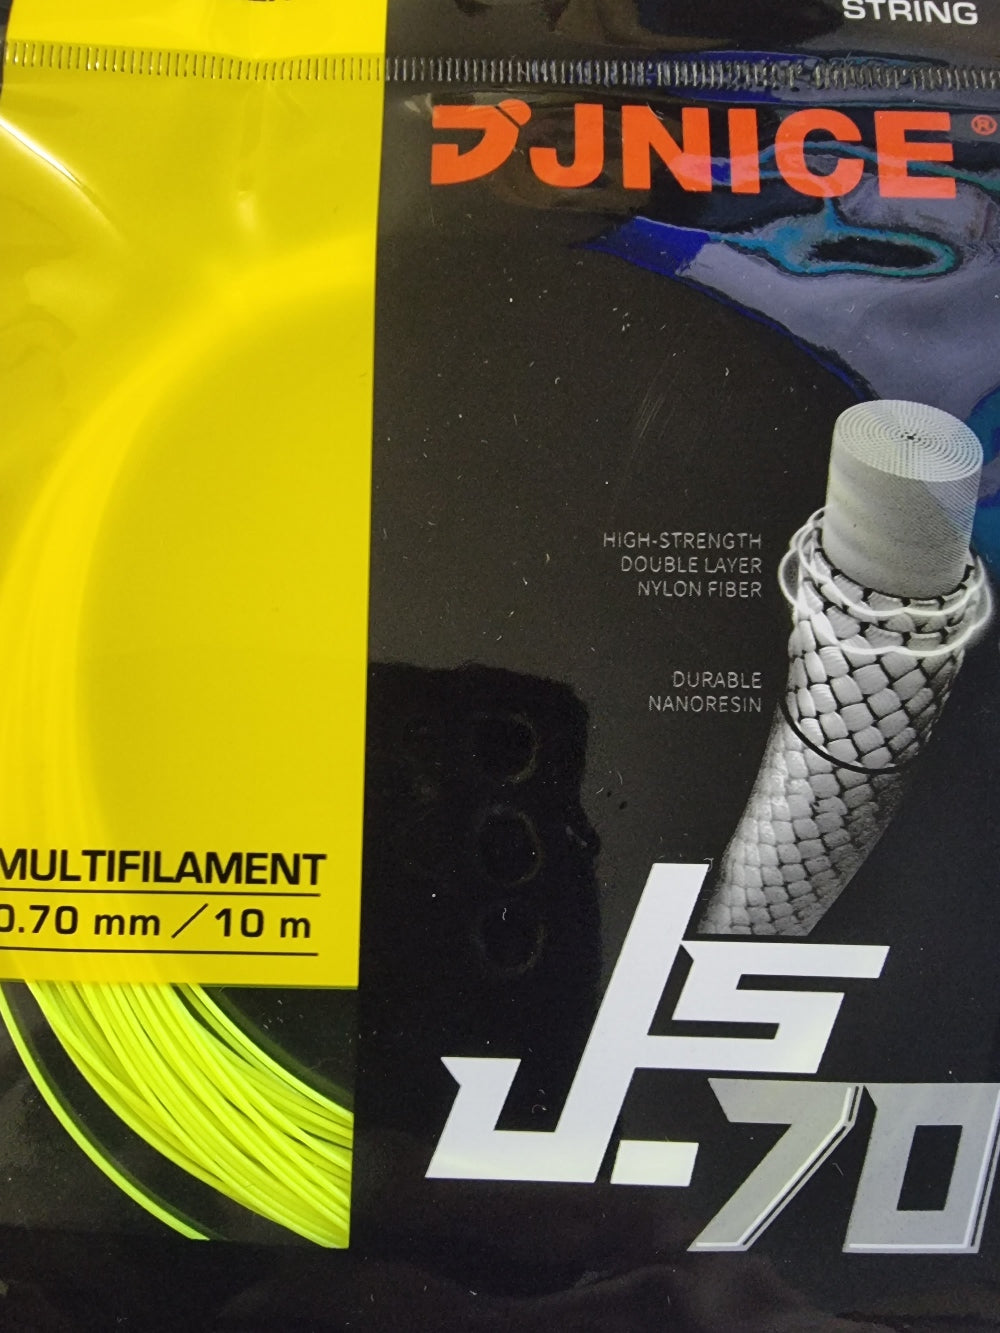 STRING
JNICE®
HIGH-STRENGTH
DOUBLE LAYER
NYLON FIBER
DURABLE
NANORESIN
MULTIFILAMENT
0.70 mm / 10 m
JS.70